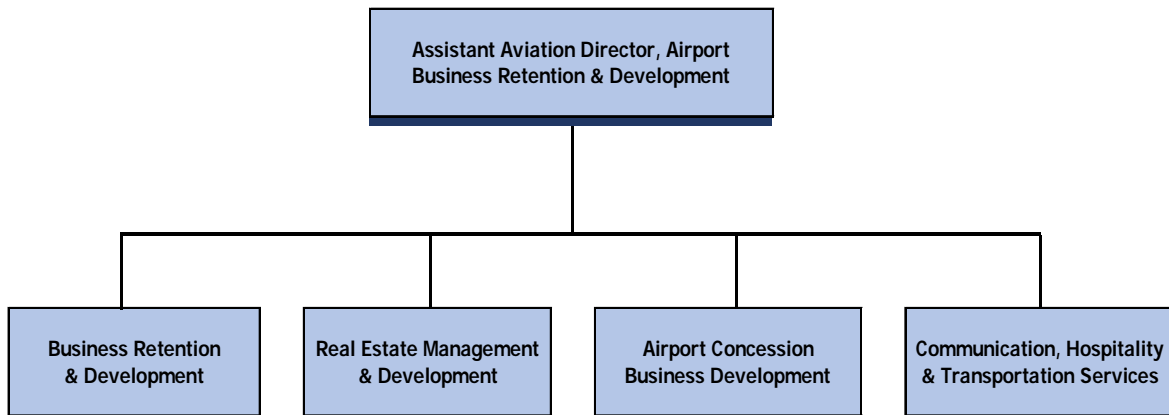 Assistant Aviation Director, Airport
Business Retention & Development
Business Retention
& Development
Real Estate Management
& Development
Airport Concession
Business Development
Communication, Hospitality
& Transportation Services